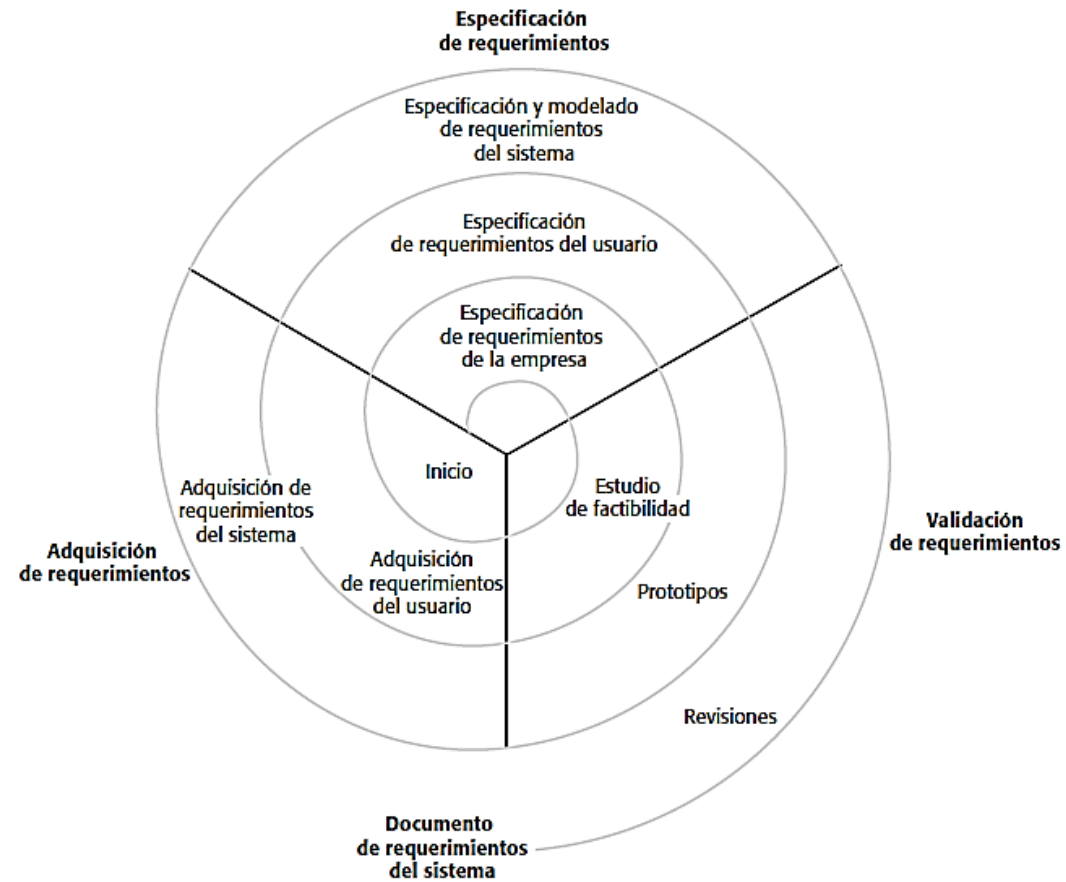 Especificación
de requerimientos
Especificación y modelado
de requerimientos
del sistema
Especificación
de requerimientos del usuario
Especificación
de requerimientos
de la empresa
Inicio
Estudio
de factibilidad
Adquisición de
requerimientos
del sistema
Adquisición
de requerimientos
Validación
de requerimientos
Adquisición
de requerimientos
del usuario
Prototipos
Revisiones
Documento
de requerimientos
del sistema